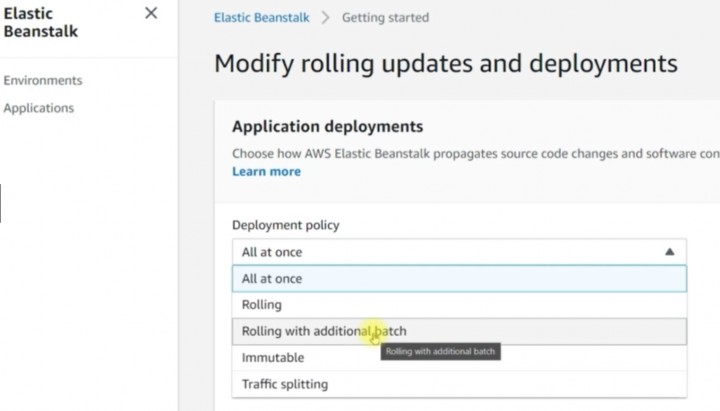 Elastic
Beanstalk
Environments
Applications
Elastic Beanstalk > Getting started
Modify rolling updates and deployments
Application deployments
Choose how AWS Elastic Beanstalk propagates source code changes and software con
Learn more
Deployment policy
All at once
All at once
Rolling
Rolling with additional batch
Rolling with additional batch
Immutable
Traffic splitting